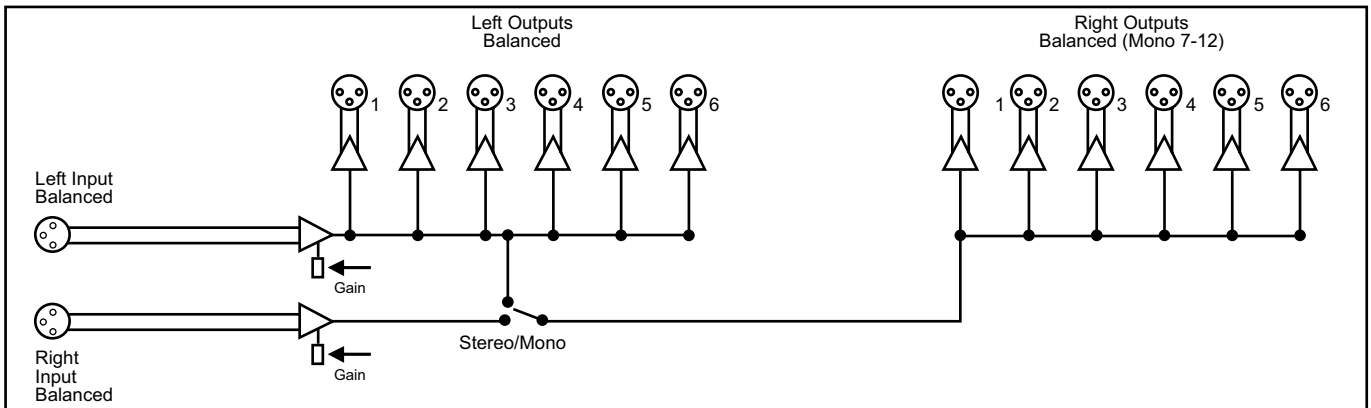 Left Outputs
Balanced
Right Outputs
Balanced (Mono 7-12)
1 2 3 4 5 6
1 2 3 4 5 6
Left Input
Balanced
Gain
Stereo/Mono
Right
Input
Balanced
Gain